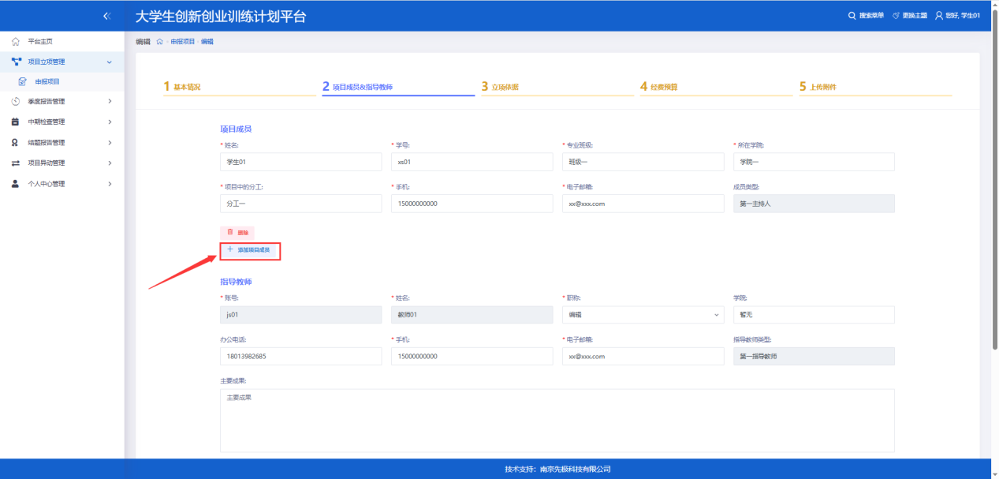 大学生创新创业训练计划平台
搜索菜单 更换主题 您好, 学生01
平台主页
项目立项管理
申报项目
季度报告管理
中期检查管理
结题报告管理
项目异动管理
个人中心管理
编辑 申报项目 编辑
1 基本情况 2 项目成员&指导教师 3 立项依据 4 经费预算 5 上传附件
项目成员
* 姓名: * 学号: * 专业班级: * 所在学院:
学生01 xs01 班级一 学院一
* 项目中的分工: * 手机: * 电子邮箱: 成员类型:
分工一 15000000000 xx@xxx.com 第一主持人
删除
添加项目成员
指导教师
* 账号: * 姓名: * 职称: 学院:
js01 教师01 编辑 暂无
办公电话: * 手机: * 电子邮箱: 指导教师类型:
18013982685 15000000000 xx@xxx.com 第一指导教师
主要成果:
主要成果
技术支持：南京先极科技有限公司